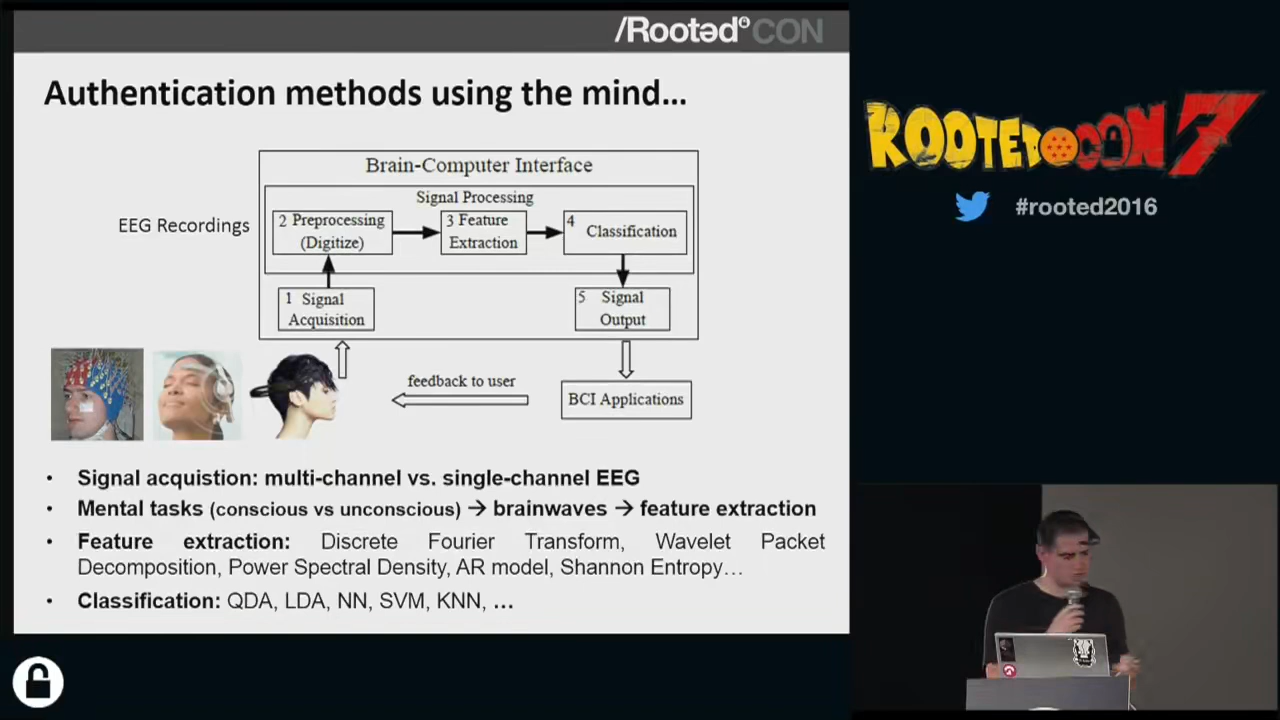 /Rootəd CON
Authentication methods using the mind...
Brain-Computer Interface
Signal Processing
EEG Recordings
2 Preprocessing
(Digitize)
3 Feature
Extraction
4
Classification
1 Signal
Acquisition
5 Signal
Output
feedback to user
BCI Applications
• Signal acquistion: multi-channel vs. single-channel EEG
• Mental tasks (conscious vs unconscious) → brainwaves → feature extraction
• Feature extraction: Discrete Fourier Transform, Wavelet Packet
Decomposition, Power Spectral Density, AR model, Shannon Entropy…
• Classification: QDA, LDA, NN, SVM, KNN, ...
ROOTED CON 7
#rooted2016